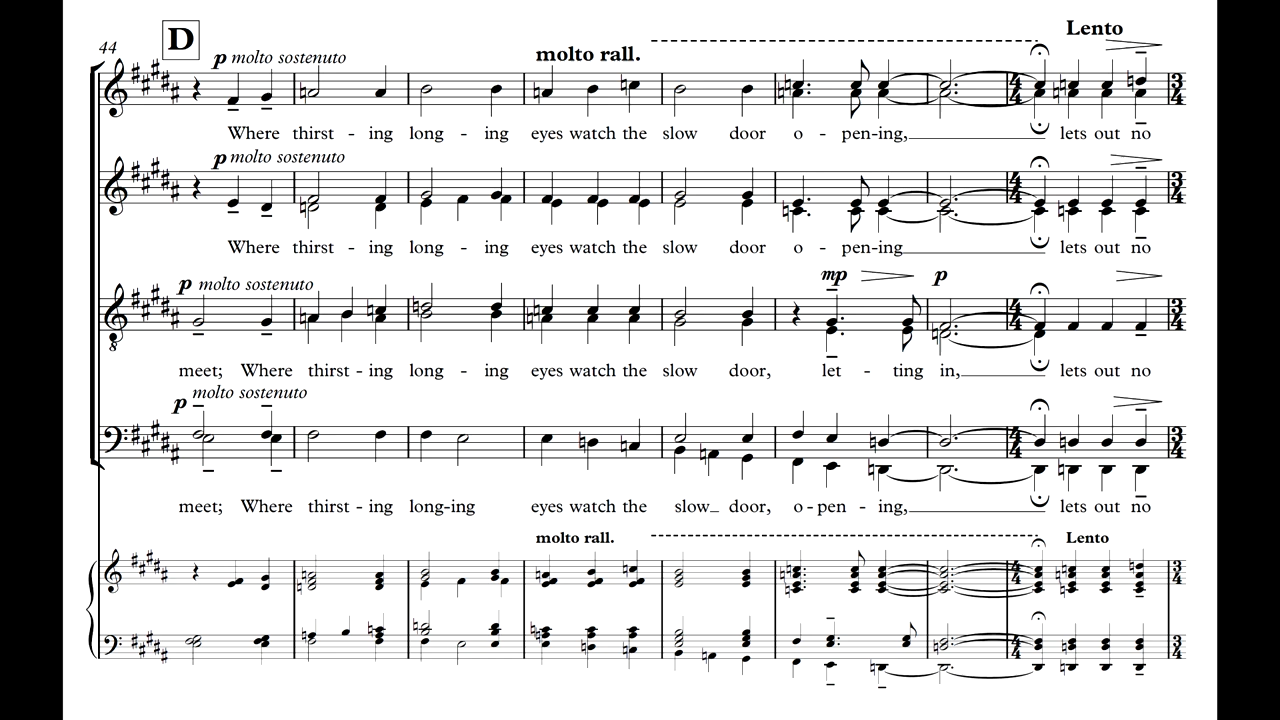 44 D
p molto sostenuto
molto rall.
Lento
Where thirst - ing long - ing eyes watch the slow door o - pen-ing, lets out no
p molto sostenuto
Where thirst - ing long - ing eyes watch the slow door o - pen-ing lets out no
p molto sostenuto
mp p
meet; Where thirst - ing long - ing eyes watch the slow door, let - ting in, lets out no
p molto sostenuto
meet; Where thirst - ing long-ing eyes watch the slow door, o - pen - ing, lets out no
molto rall.
Lento